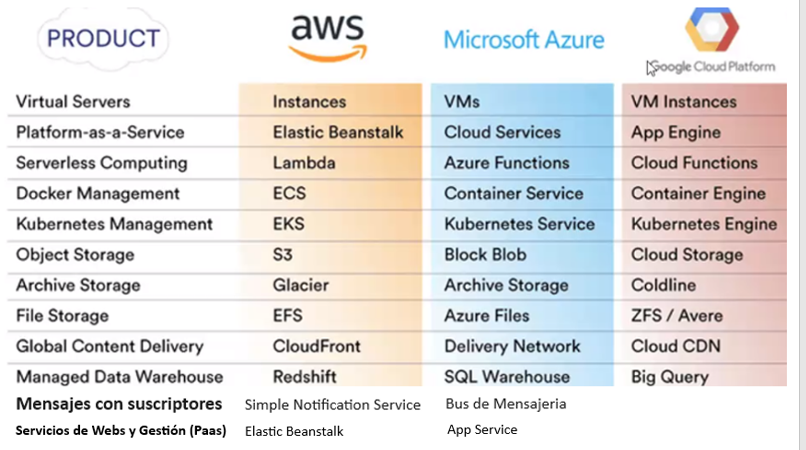 PRODUCT aws Microsoft Azure Google Cloud Platform
Virtual Servers Instances VMs VM Instances
Platform-as-a-Service Elastic Beanstalk Cloud Services App Engine
Serverless Computing Lambda Azure Functions Cloud Functions
Docker Management ECS Container Service Container Engine
Kubernetes Management EKS Kubernetes Service Kubernetes Engine
Object Storage S3 Block Blob Cloud Storage
Archive Storage Glacier Archive Storage Coldline
File Storage EFS Azure Files ZFS / Avere
Global Content Delivery CloudFront Delivery Network Cloud CDN
Managed Data Warehouse Redshift SQL Warehouse Big Query
Mensajes con suscriptores Simple Notification Service Bus de Mensajeria
Servicios de Webs y Gestión (Paas) Elastic Beanstalk App Service